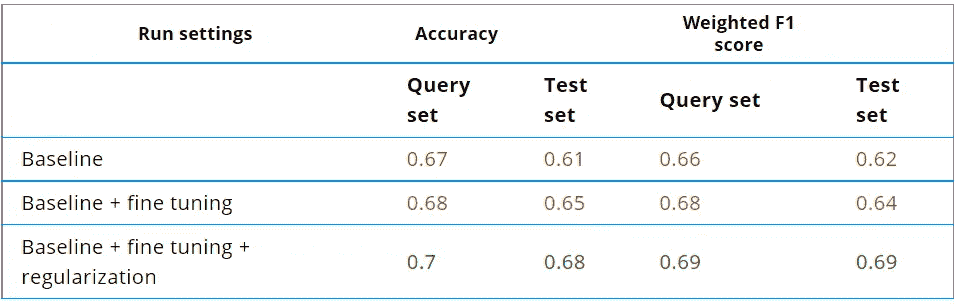 Run settings Accuracy Weighted F1
score
Query Test Query set Test
set set set
Baseline 0.67 0.61 0.66 0.62
Baseline + fine tuning 0.68 0.65 0.68 0.64
Baseline + fine tuning +
regularization 0.7 0.68 0.69 0.69